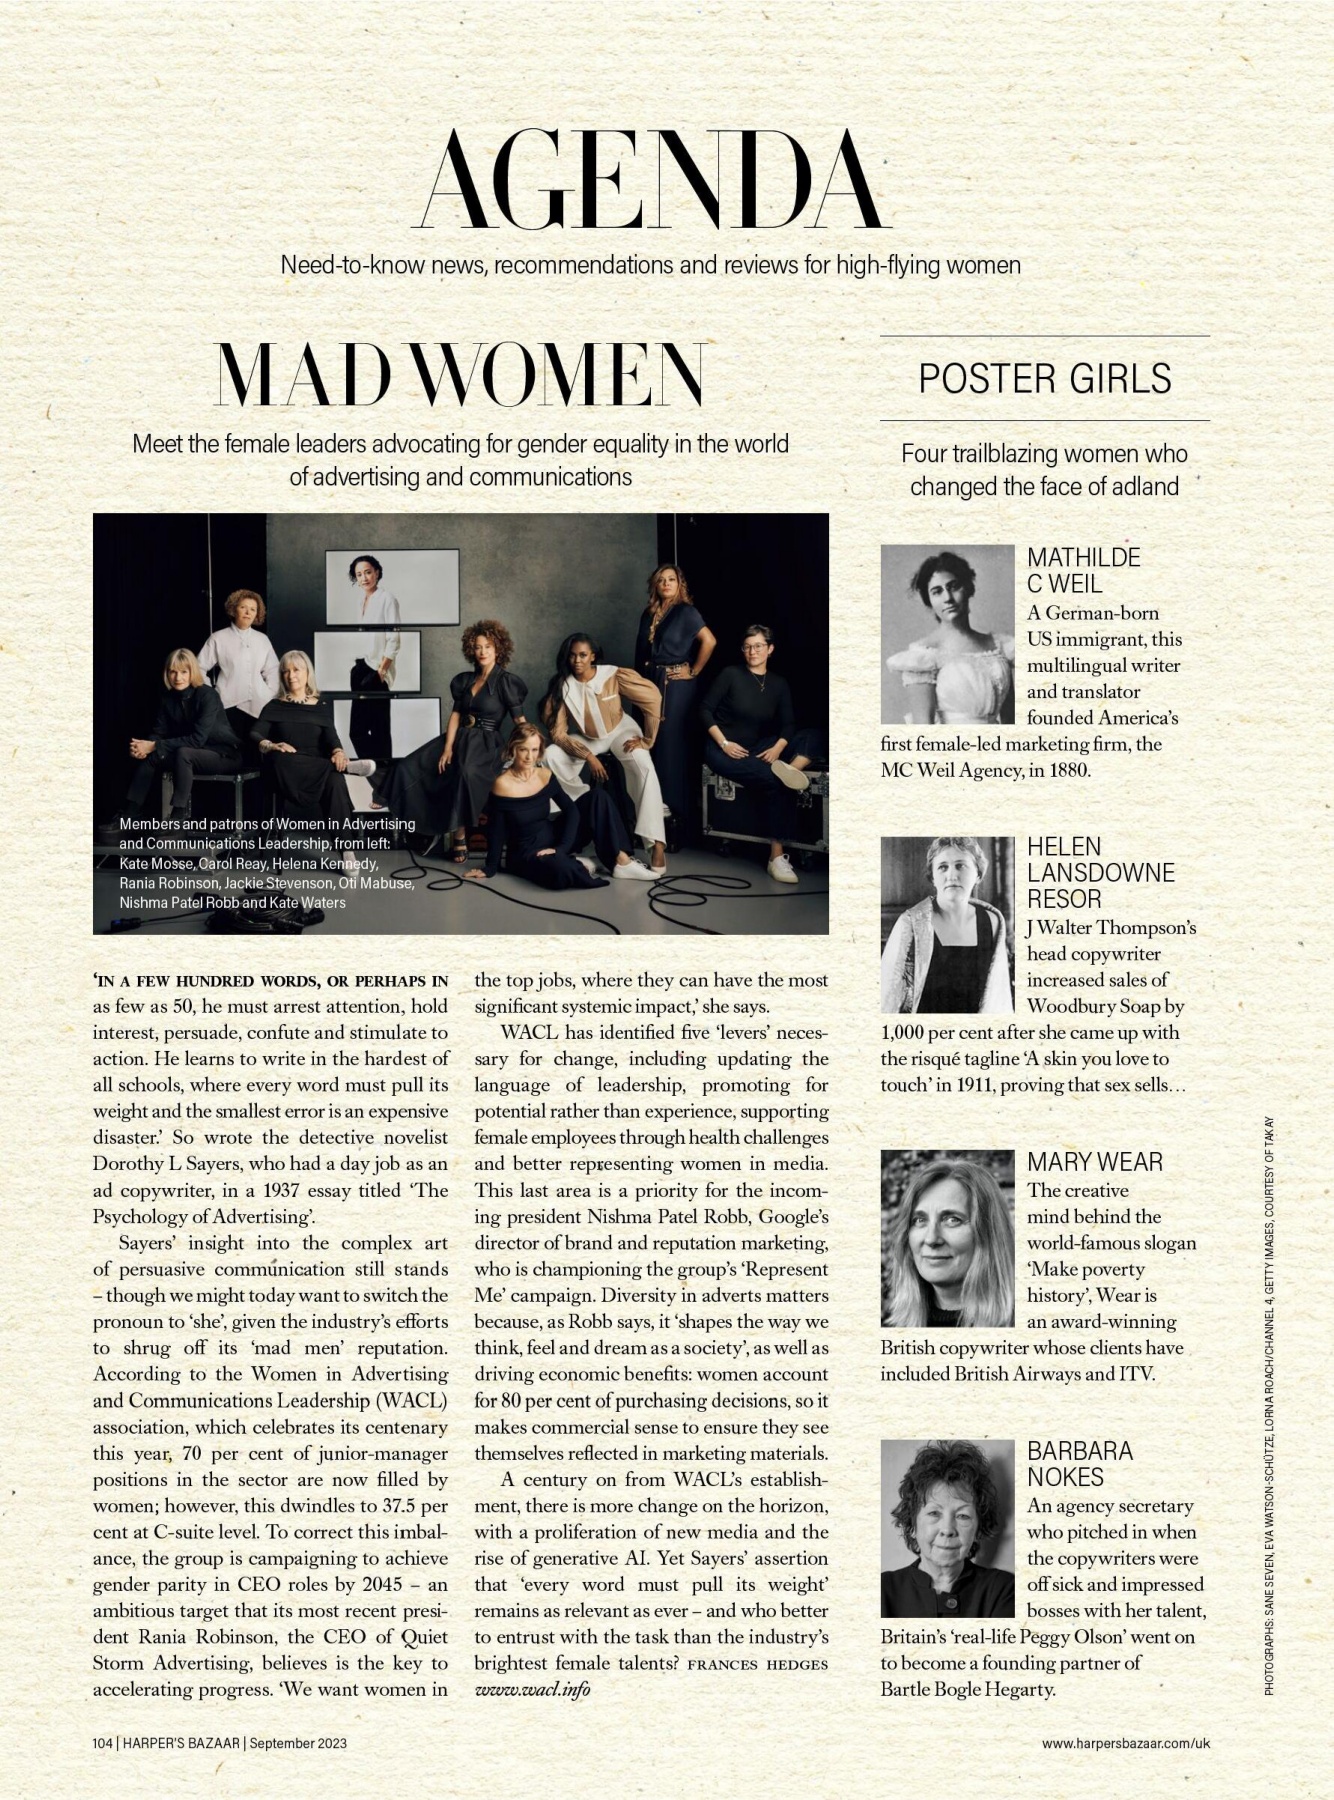 AGENDA
Need-to-know news, recommendations and reviews for high-flying women
MAD WOMEN
Meet the female leaders advocating for gender equality in the world
of advertising and communications
Members and patrons of Women in Advertising
and Communications Leadership, from left:
Kate Mosse, Carol Reay, Helena Kennedy,
Rania Robinson, Jackie Stevenson, Oti Mabuse,
Nishma Patel Robb and Kate Waters
‘IN A FEW HUNDRED WORDS, OR PERHAPS IN
as few as 50, he must arrest attention, hold
interest, persuade, confute and stimulate to
action. He learns to write in the hardest of
all schools, where every word must pull its
weight and the smallest error is an expensive
disaster.’ So wrote the detective novelist
Dorothy L Sayers, who had a day job as an
ad copywriter, in a 1937 essay titled ‘The
Psychology of Advertising’.
Sayers’ insight into the complex art
of persuasive communication still stands
– though we might today want to switch the
pronoun to ‘she’, given the industry’s efforts
to shrug off its ‘mad men’ reputation.
According to the Women in Advertising
and Communications Leadership (WACL)
association, which celebrates its centenary
this year, 70 per cent of junior-manager
positions in the sector are now filled by
women; however, this dwindles to 37.5 per
cent at C-suite level. To correct this imbal-
ance, the group is campaigning to achieve
gender parity in CEO roles by 2045 – an
ambitious target that its most recent presi-
dent Rania Robinson, the CEO of Quiet
Storm Advertising, believes is the key to
accelerating progress. ‘We want women in
the top jobs, where they can have the most
significant systemic impact,’ she says.
WACL has identified five ‘levers’ neces-
sary for change, including updating the
language of leadership, promoting for
potential rather than experience, supporting
female employees through health challenges
and better representing women in media.
This last area is a priority for the incom-
ing president Nishma Patel Robb, Google’s
director of brand and reputation marketing,
who is championing the group’s ‘Represent
Me’ campaign. Diversity in adverts matters
because, as Robb says, it ‘shapes the way we
think, feel and dream as a society’, as well as
driving economic benefits: women account
for 80 per cent of purchasing decisions, so it
makes commercial sense to ensure they see
themselves reflected in marketing materials.
A century on from WACL’s establish-
ment, there is more change on the horizon,
with a proliferation of new media and the
rise of generative AI. Yet Sayers’ assertion
that ‘every word must pull its weight’
remains as relevant as ever – and who better
to entrust with the task than the industry’s
brightest female talents? FRANCES HEDGES
www.wacl.info
POSTER GIRLS
Four trailblazing women who
changed the face of adland
MATHILDE
C WEIL
A German-born
US immigrant, this
multilingual writer
and translator
founded America’s
first female-led marketing firm, the
MC Weil Agency, in 1880.
HELEN
LANSDOWNE
RESOR
J Walter Thompson’s
head copywriter
increased sales of
Woodbury Soap by
1,000 per cent after she came up with
the risqué tagline ‘A skin you love to
touch’ in 1911, proving that sex sells…
MARY WEAR
The creative
mind behind the
world-famous slogan
‘Make poverty
history’, Wear is
an award-winning
British copywriter whose clients have
included British Airways and ITV.
BARBARA
NOKES
An agency secretary
who pitched in when
the copywriters were
off sick and impressed
bosses with her talent,
Britain’s ‘real-life Peggy Olson’ went on
to become a founding partner of
Bartle Bogle Hegarty.
PHOTOGRAPHS: SANE SEVEN, EVA WATSON-SCHÜTZE, LORNA ROACH/CHANNEL 4, GETTY IMAGES, COURTESY OF TAKAY
104 | HARPER’S BAZAAR | September 2023
www.harpersbazaar.com/uk